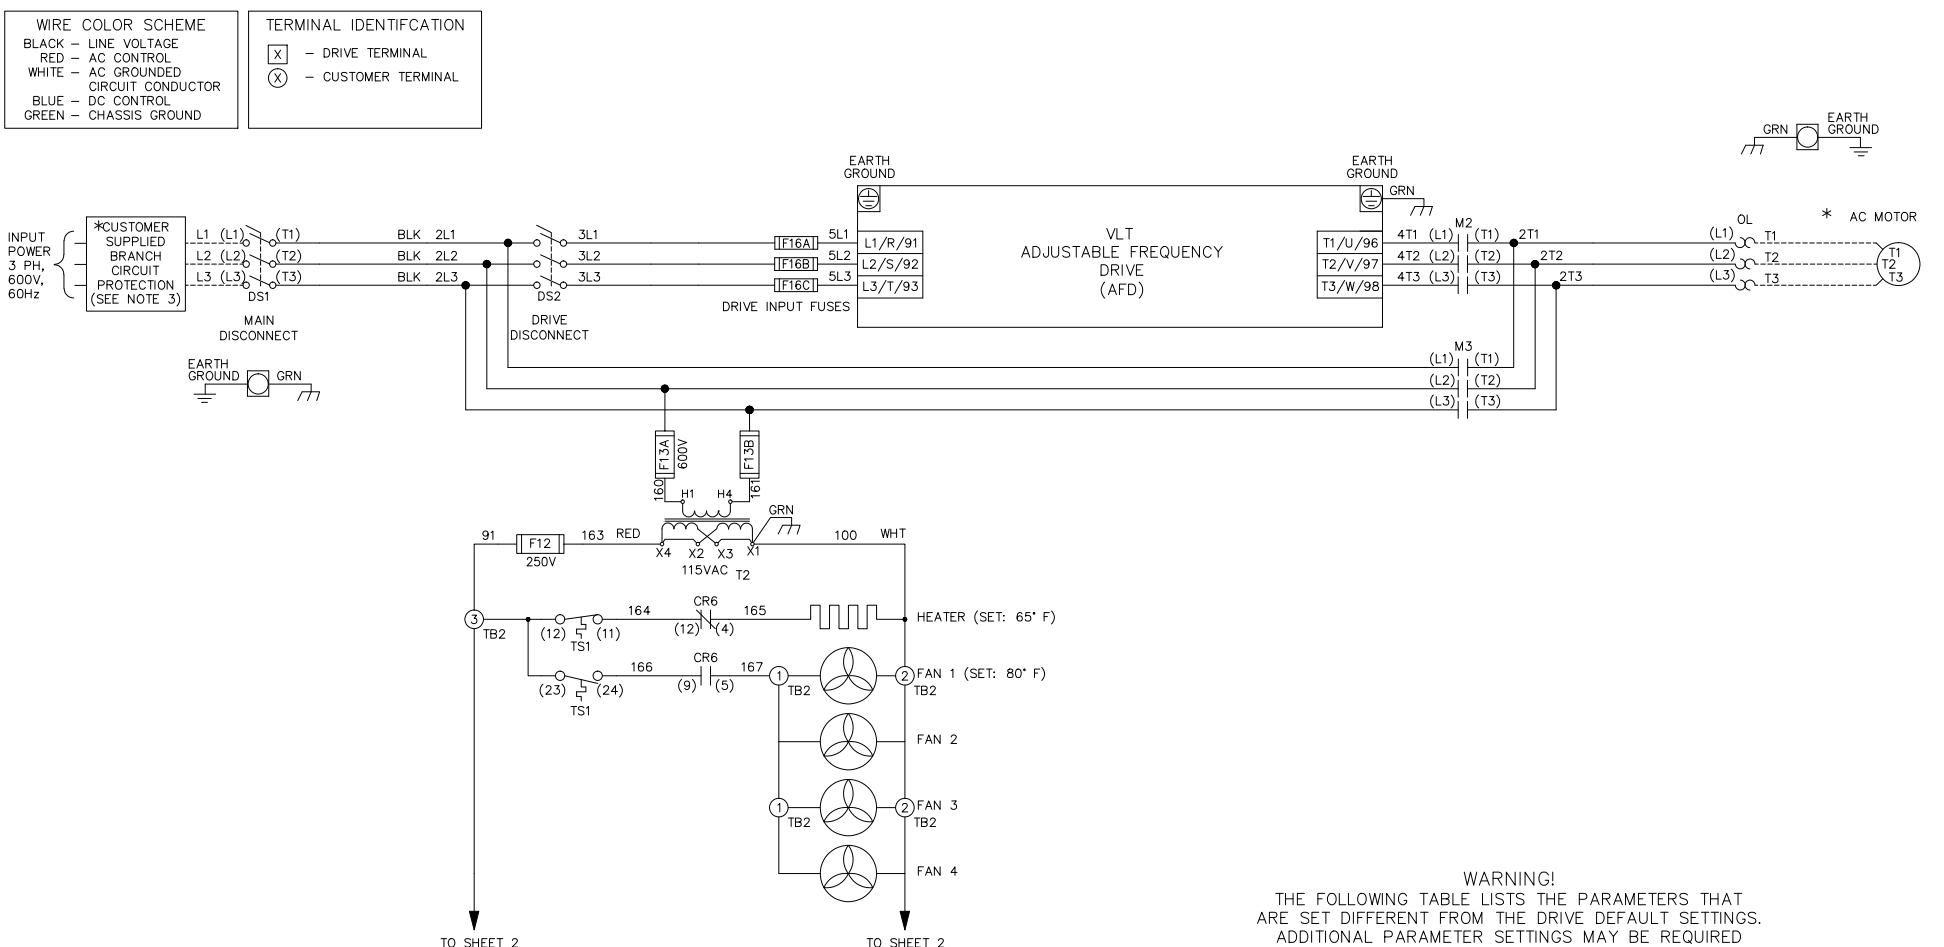 WIRE COLOR SCHEME
BLACK – LINE VOLTAGE
RED – AC CONTROL
WHITE – AC GROUNDED
CIRCUIT CONDUCTOR
BLUE – DC CONTROL
GREEN – CHASSIS GROUND
TERMINAL IDENTIFCATION
X – DRIVE TERMINAL
X – CUSTOMER TERMINAL
GRN
EARTH
GROUND
EARTH
GROUND
EARTH
GROUND
GRN
INPUT
POWER
3 PH,
600V,
60Hz
*CUSTOMER
SUPPLIED
BRANCH
CIRCUIT
PROTECTION
(SEE NOTE 3)
L1 (L1) (T1) BLK 2L1 3L1 F16A 5L1 L1/R/91
L2 (L2) (T2) BLK 2L2 3L2 F16B 5L2 L2/S/92
L3 (L3) (T3) BLK 2L3 3L3 F16C 5L3 L3/T/93
DS1
MAIN
DISCONNECT
DS2
DRIVE
DISCONNECT
DRIVE INPUT FUSES
VLT
ADJUSTABLE FREQUENCY
DRIVE
(AFD)
M2
T1/U/96 4T1 (L1) (T1) 2T1
T2/V/97 4T2 (L2) (T2) 2T2
T3/W/98 4T3 (L3) (T3) 2T3
OL
(L1) T1
(L2) T2
(L3) T3
* AC MOTOR
T1
T2
T3
M3
(L1) (T1)
(L2) (T2)
(L3) (T3)
EARTH
GROUND
GRN
F13A
600V
F13B
160
161
H1 H4
GRN
91 F12 163 RED
250V
X4 X2 X3 X1
100 WHT
115VAC T2
3
TB2
(12) (11)
TS1
164
CR6
(12) (4)
165
HEATER (SET: 65° F)
(23) (24)
TS1
166
CR6
(9) (5)
167
1
TB2
2
TB2
FAN 1 (SET: 80° F)
FAN 2
1
TB2
2
TB2
FAN 3
FAN 4
TO SHEET 2
TO SHEET 2
WARNING!
THE FOLLOWING TABLE LISTS THE PARAMETERS THAT
ARE SET DIFFERENT FROM THE DRIVE DEFAULT SETTINGS.
ADDITIONAL PARAMETER SETTINGS MAY BE REQUIRED